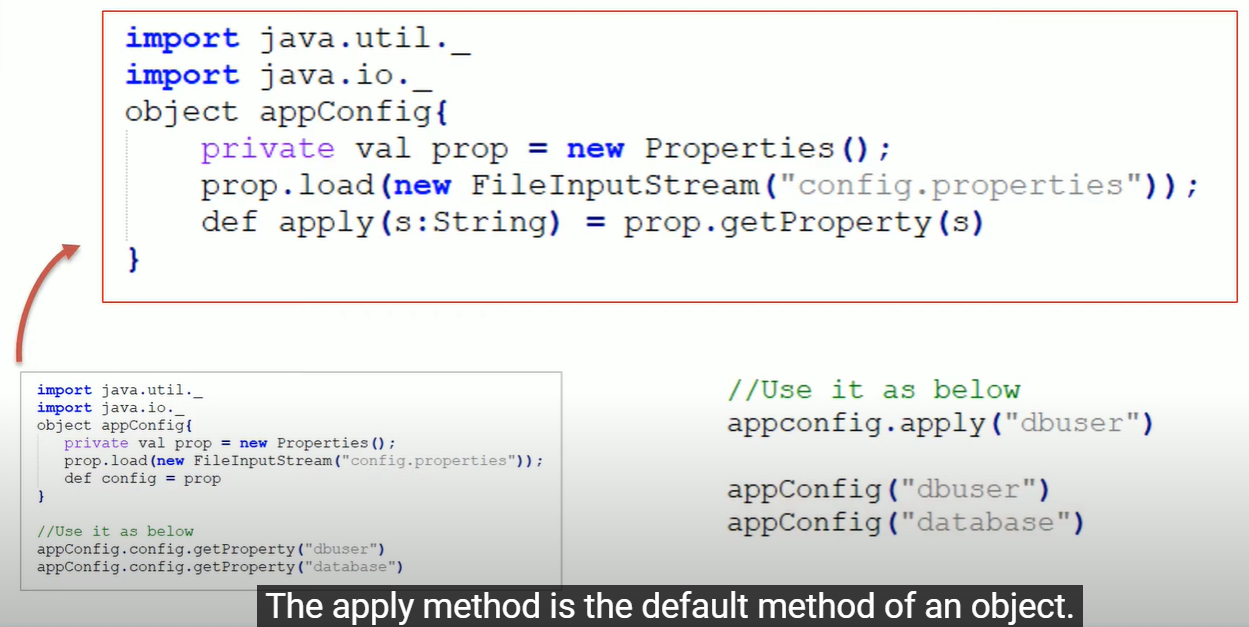 import java.util._
import java.io._
object appConfig{
private val prop = new Properties();
prop.load(new FileInputStream("config.properties"));
def apply(s:String) = prop.getProperty(s)
}
import java.util._
import java.io._
object appConfig{
private val prop = new Properties();
prop.load(new FileInputStream("config.properties"));
def config = prop
}
//Use it as below
appConfig.config.getProperty("dbuser")
appConfig.config.getProperty("database")
//Use it as below
appconfig.apply("dbuser")
appConfig("dbuser")
appConfig("database")
The apply method is the default method of an object.